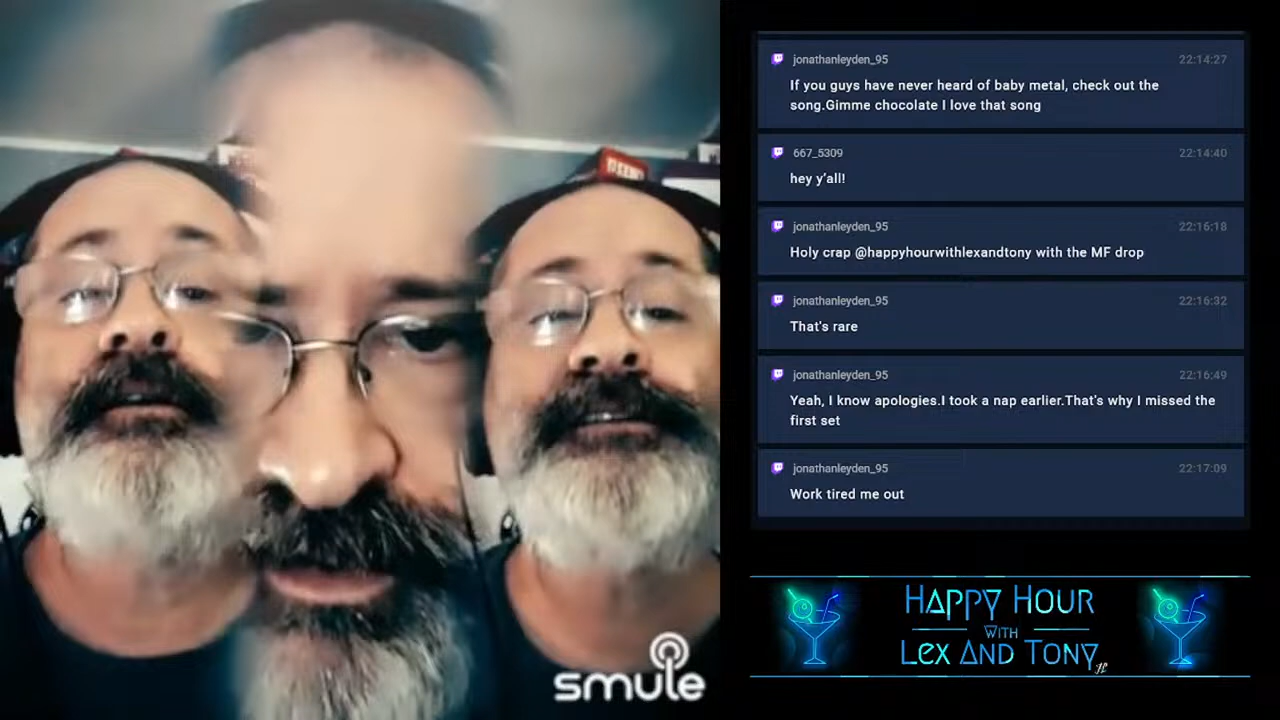 jonathanleyden_95 22:14:27
If you guys have never heard of baby metal, check out the
song.Gimme chocolate I love that song
667_5309 22:14:40
hey y'all!
jonathanleyden_95 22:16:18
Holy crap @happyhourwithlexandtony with the MF drop
jonathanleyden_95 22:16:32
That's rare
jonathanleyden_95 22:16:49
Yeah, I know apologies.I took a nap earlier.That's why I missed the
first set
jonathanleyden_95 22:17:09
Work tired me out
smule
HAPPY HOUR
WITH
LEX AND TONY